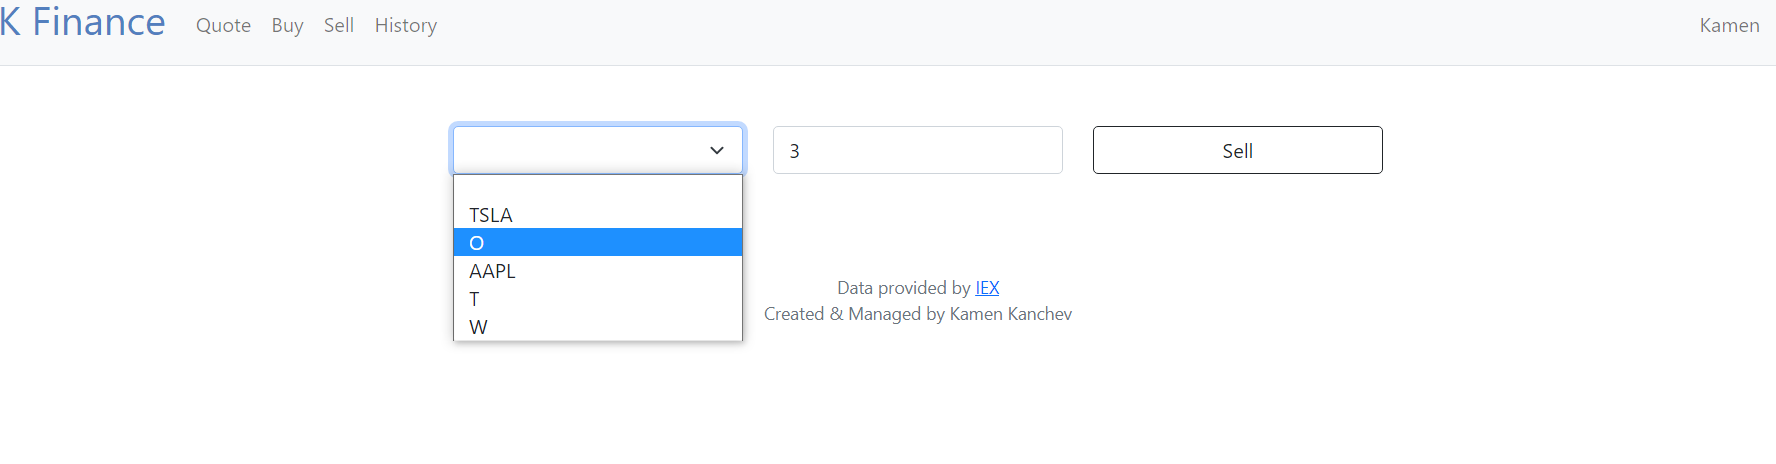 K Finance Quote Buy Sell History Kamen
3 Sell
TSLA
O
AAPL
T
W
Data provided by IEX
Created & Managed by Kamen Kanchev